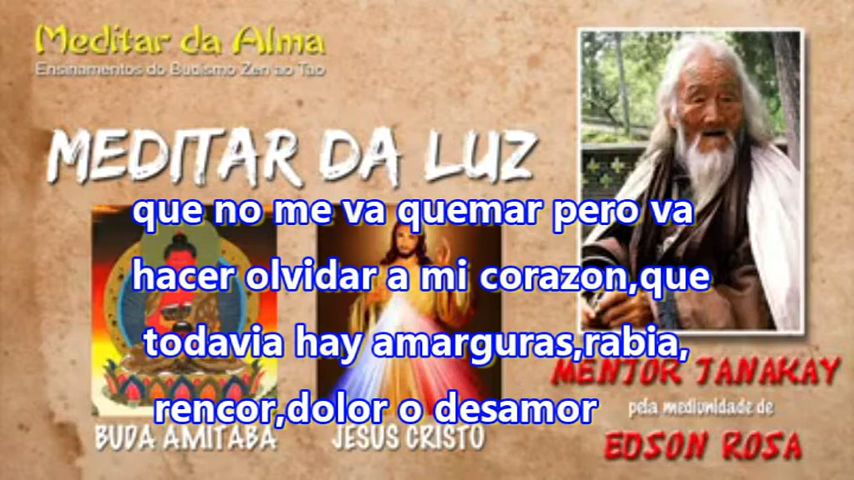 Meditar da Alma
Ensinamentos do Budismo Zen ao Tao
MEDITAR DA LUZ
que no me va quemar pero va
hacer olvidar a mi corazon,que
todavia hay amarguras,rabia,
rencor,dolor o desamor
BUDA AMITABA
JESUS CRISTO
MENTOR JANAKAY
pela mediunidade de
EDSON ROSA